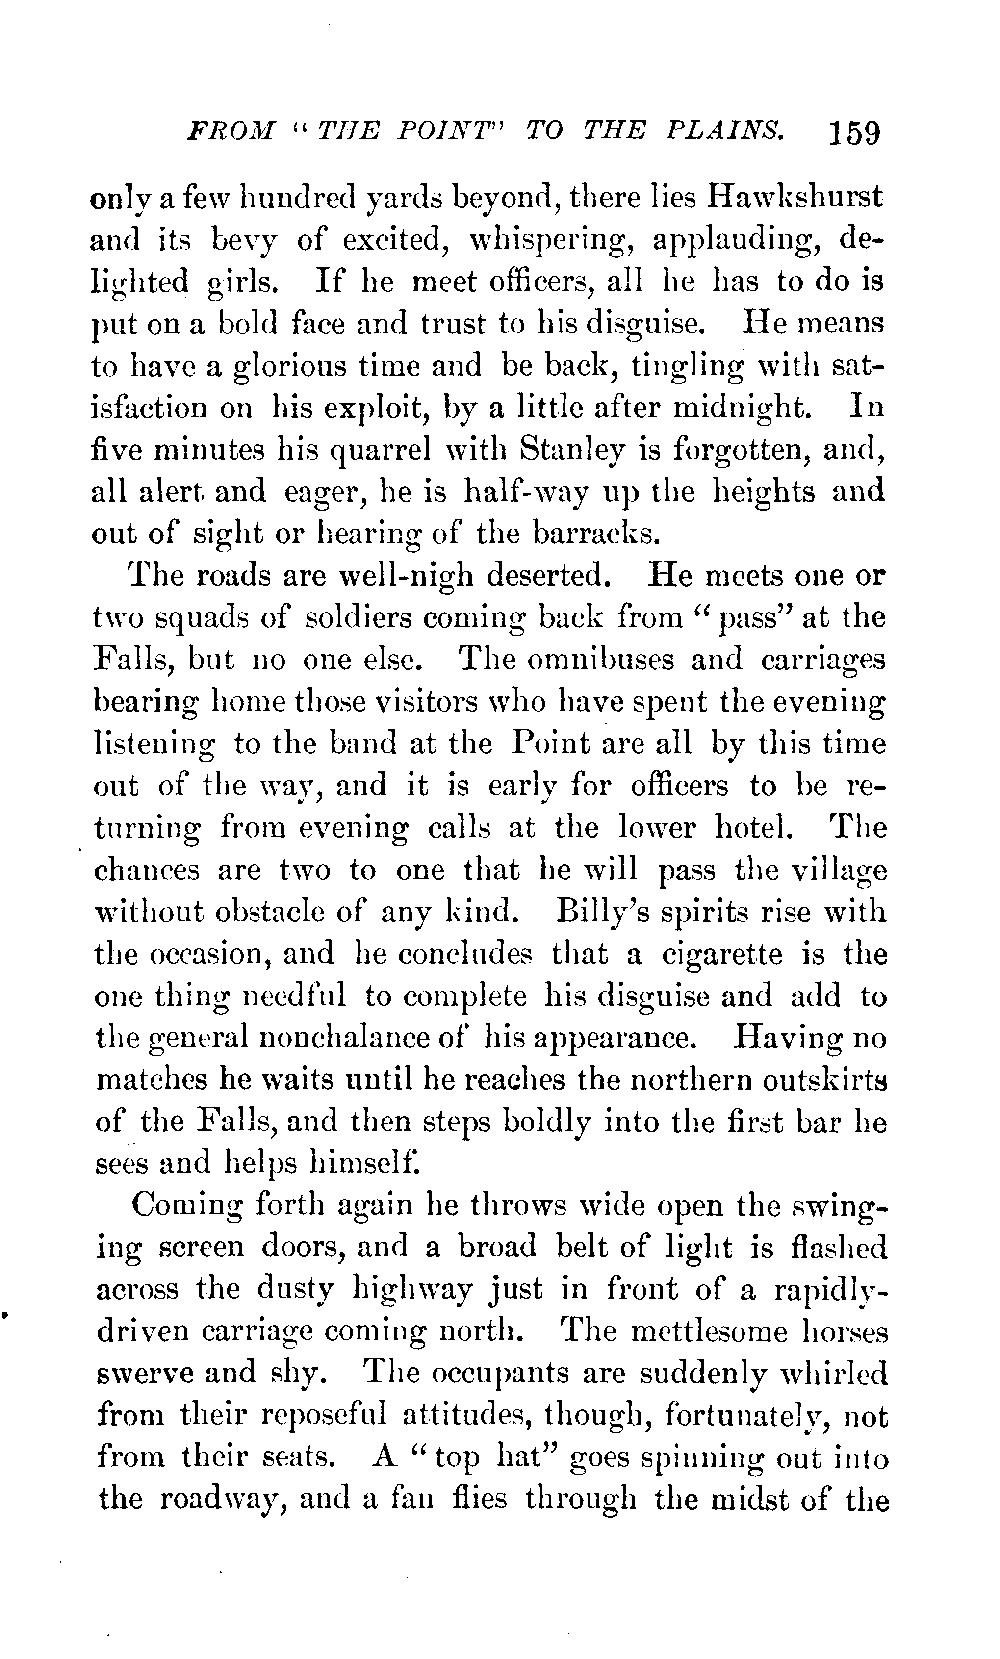 FROM "THE POINT" TO THE PLAINS. 159
only a few hundred yards beyond, there lies Hawkshurst
and its bevy of excited, whispering, applauding, de-
lighted girls. If he meet officers, all he has to do is
put on a bold face and trust to his disguise. He means
to have a glorious time and be back, tingling with sat-
isfaction on his exploit, by a little after midnight. In
five minutes his quarrel with Stanley is forgotten, and,
all alert and eager, he is half-way up the heights and
out of sight or hearing of the barracks.
The roads are well-nigh deserted. He meets one or
two squads of soldiers coming back from "pass" at the
Falls, but no one else. The omnibuses and carriages
bearing home those visitors who have spent the evening
listening to the band at the Point are all by this time
out of the way, and it is early for officers to be re-
turning from evening calls at the lower hotel. The
chances are two to one that he will pass the village
without obstacle of any kind. Billy's spirits rise with
the occasion, and he concludes that a cigarette is the
one thing needful to complete his disguise and add to
the general nonchalance of his appearance. Having no
matches he waits until he reaches the northern outskirts
of the Falls, and then steps boldly into the first bar he
sees and helps himself.
Coming forth again he throws wide open the swing-
ing screen doors, and a broad belt of light is flashed
across the dusty highway just in front of a rapidly-
driven carriage coming north. The mettlesome horses
swerve and shy. The occupants are suddenly whirled
from their reposeful attitudes, though, fortunately, not
from their seats. A "top hat" goes spinning out into
the roadway, and a fan flies through the midst of the